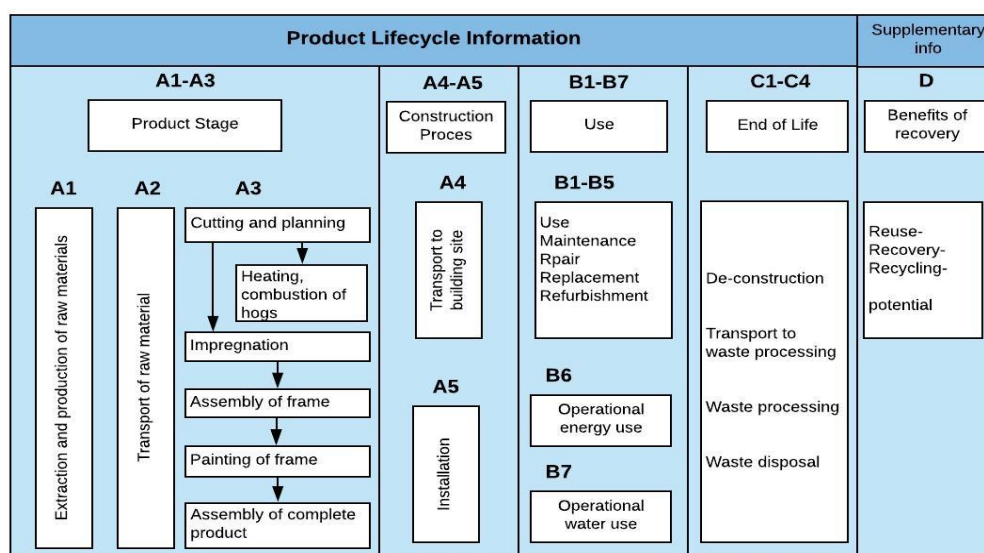 Product Lifecycle Information
Supplementary
info
A1-A3
Product Stage
A4-A5
Construction
Proces
B1-B7
Use
C1-C4
End of Life
D
Benefits of
recovery
A1
Extraction and production of raw materials
A2
Transport of raw material
A3
Cutting and planning
Heating,
combustion of
hogs
Impregnation
Assembly of frame
Painting of frame
Assembly of complete
product
A4
Transport to
building site
A5
Installation
B1-B5
Use
Maintenance
Rpair
Replacement
Refurbishment
B6
Operational
energy use
B7
Operational
water use
De-construction
Transport to
waste processing
Waste processing
Waste disposal
Reuse-
Recovery-
Recycling-
potential